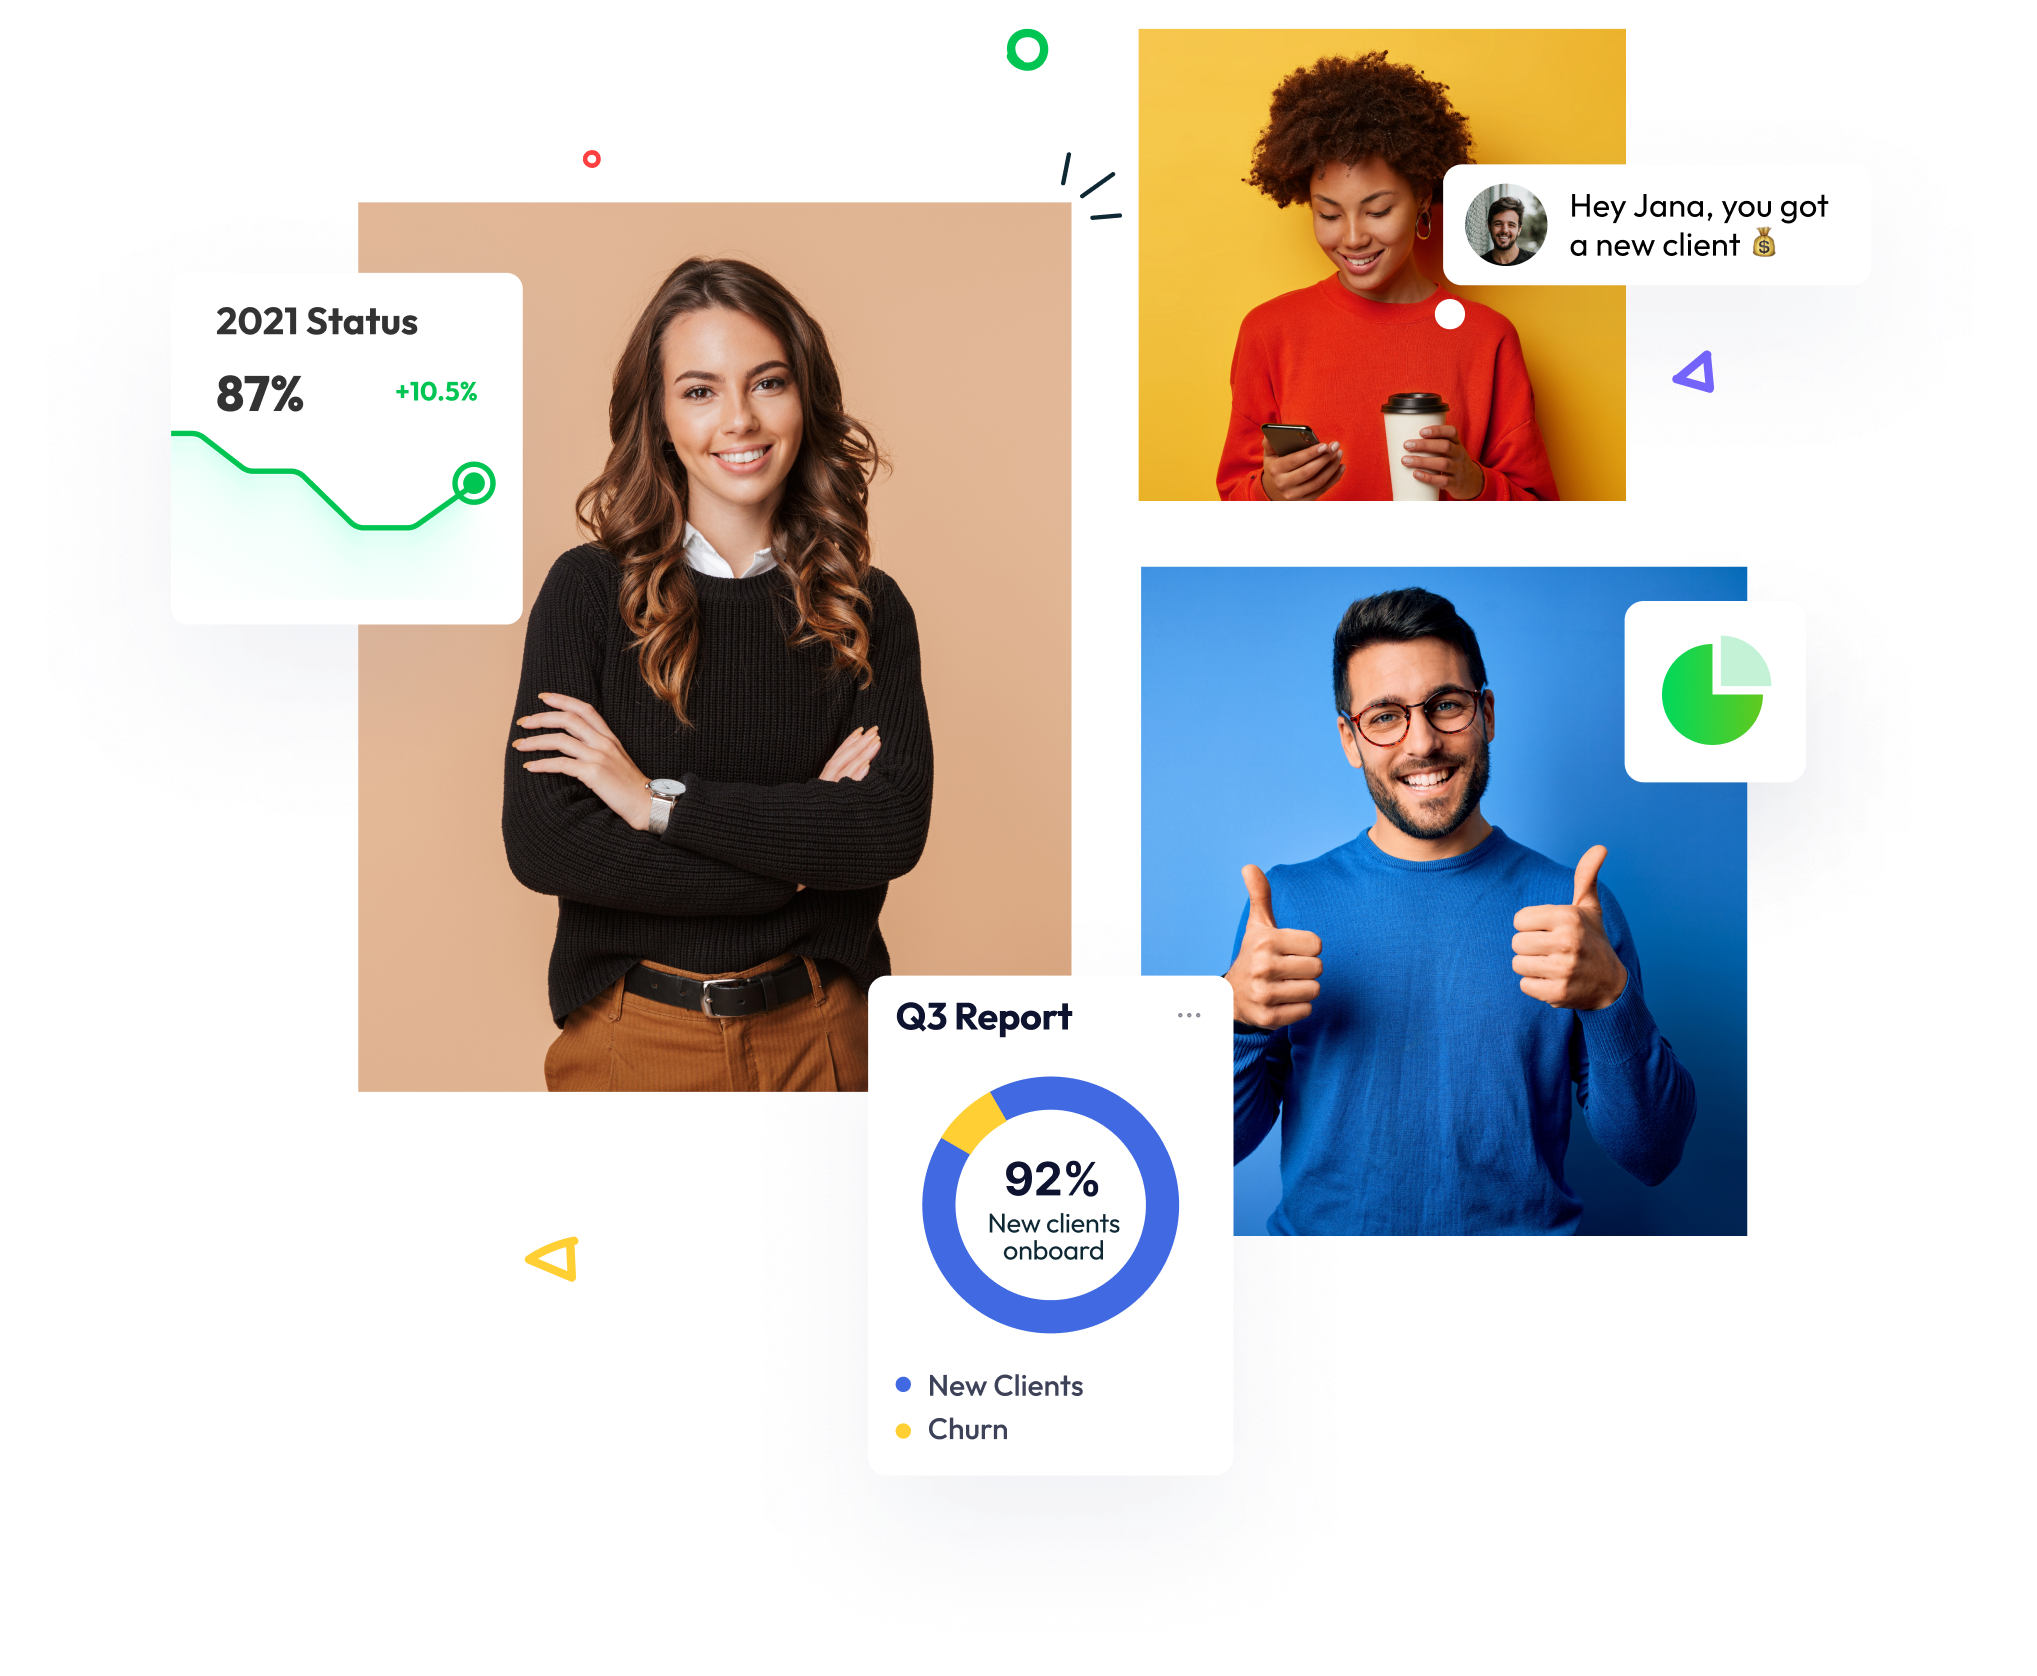 Hey Jana, you got
a new client 💰
2021 Status
87%
+10.5%
Q3 Report
92%
New clients
onboard
New Clients
Churn